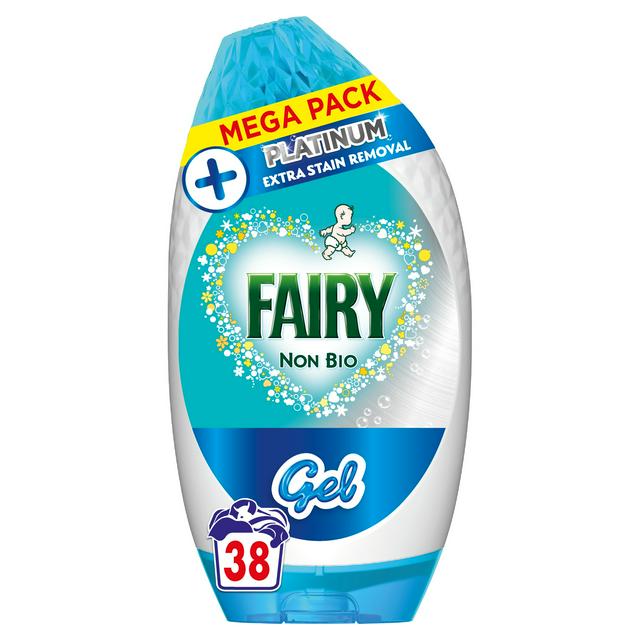 MEGA PACK
PLATINUM
EXTRA STAIN REMOVAL
FAIRY
NON BIO
Gel
38